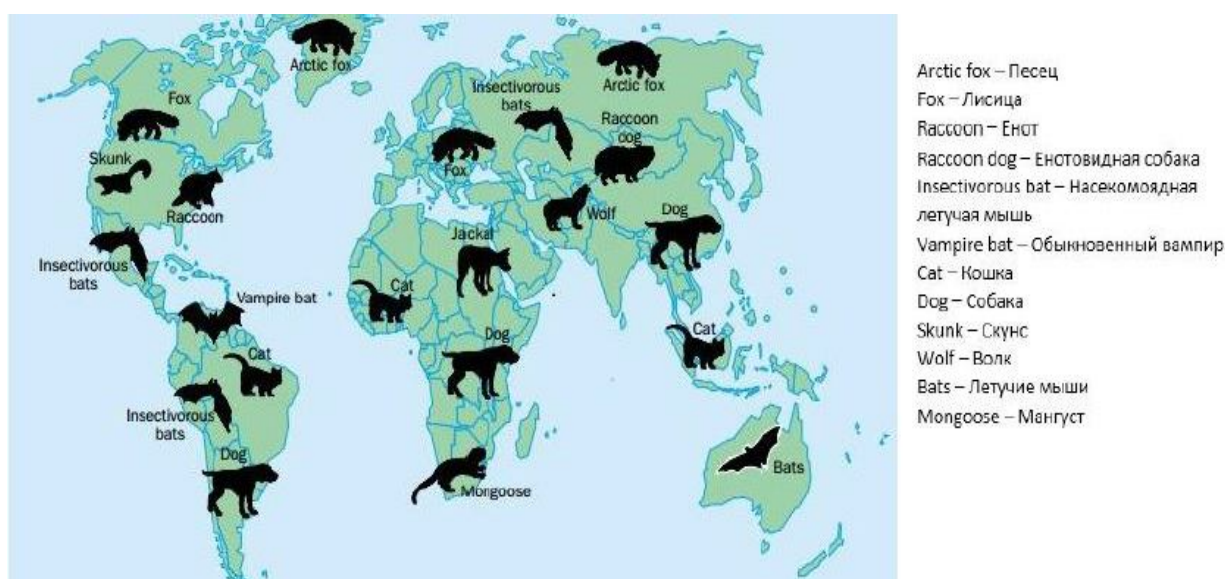 Arctic fox
Arctic fox
Fox
Insectivorous
bats
Raccoon
dog
Skunk
Fox
Raccoon
Wolf
Dog
Jackal
Insectivorous
bats
Cat
Vampire bat
Dog
Cat
Cat
Insectivorous
bats
Dog
Bats
Mongoose
Arctic fox – Песец
Fox – Лисица
Raccoon – Енот
Raccoon dog – Енотовидная собака
Insectivorous bat – Насекомоядная
летучая мышь
Vampire bat – Обыкновенный вампир
Cat – Кошка
Dog – Собака
Skunk – Скунс
Wolf – Волк
Bats – Летучие мыши
Mongoose – Мангуст